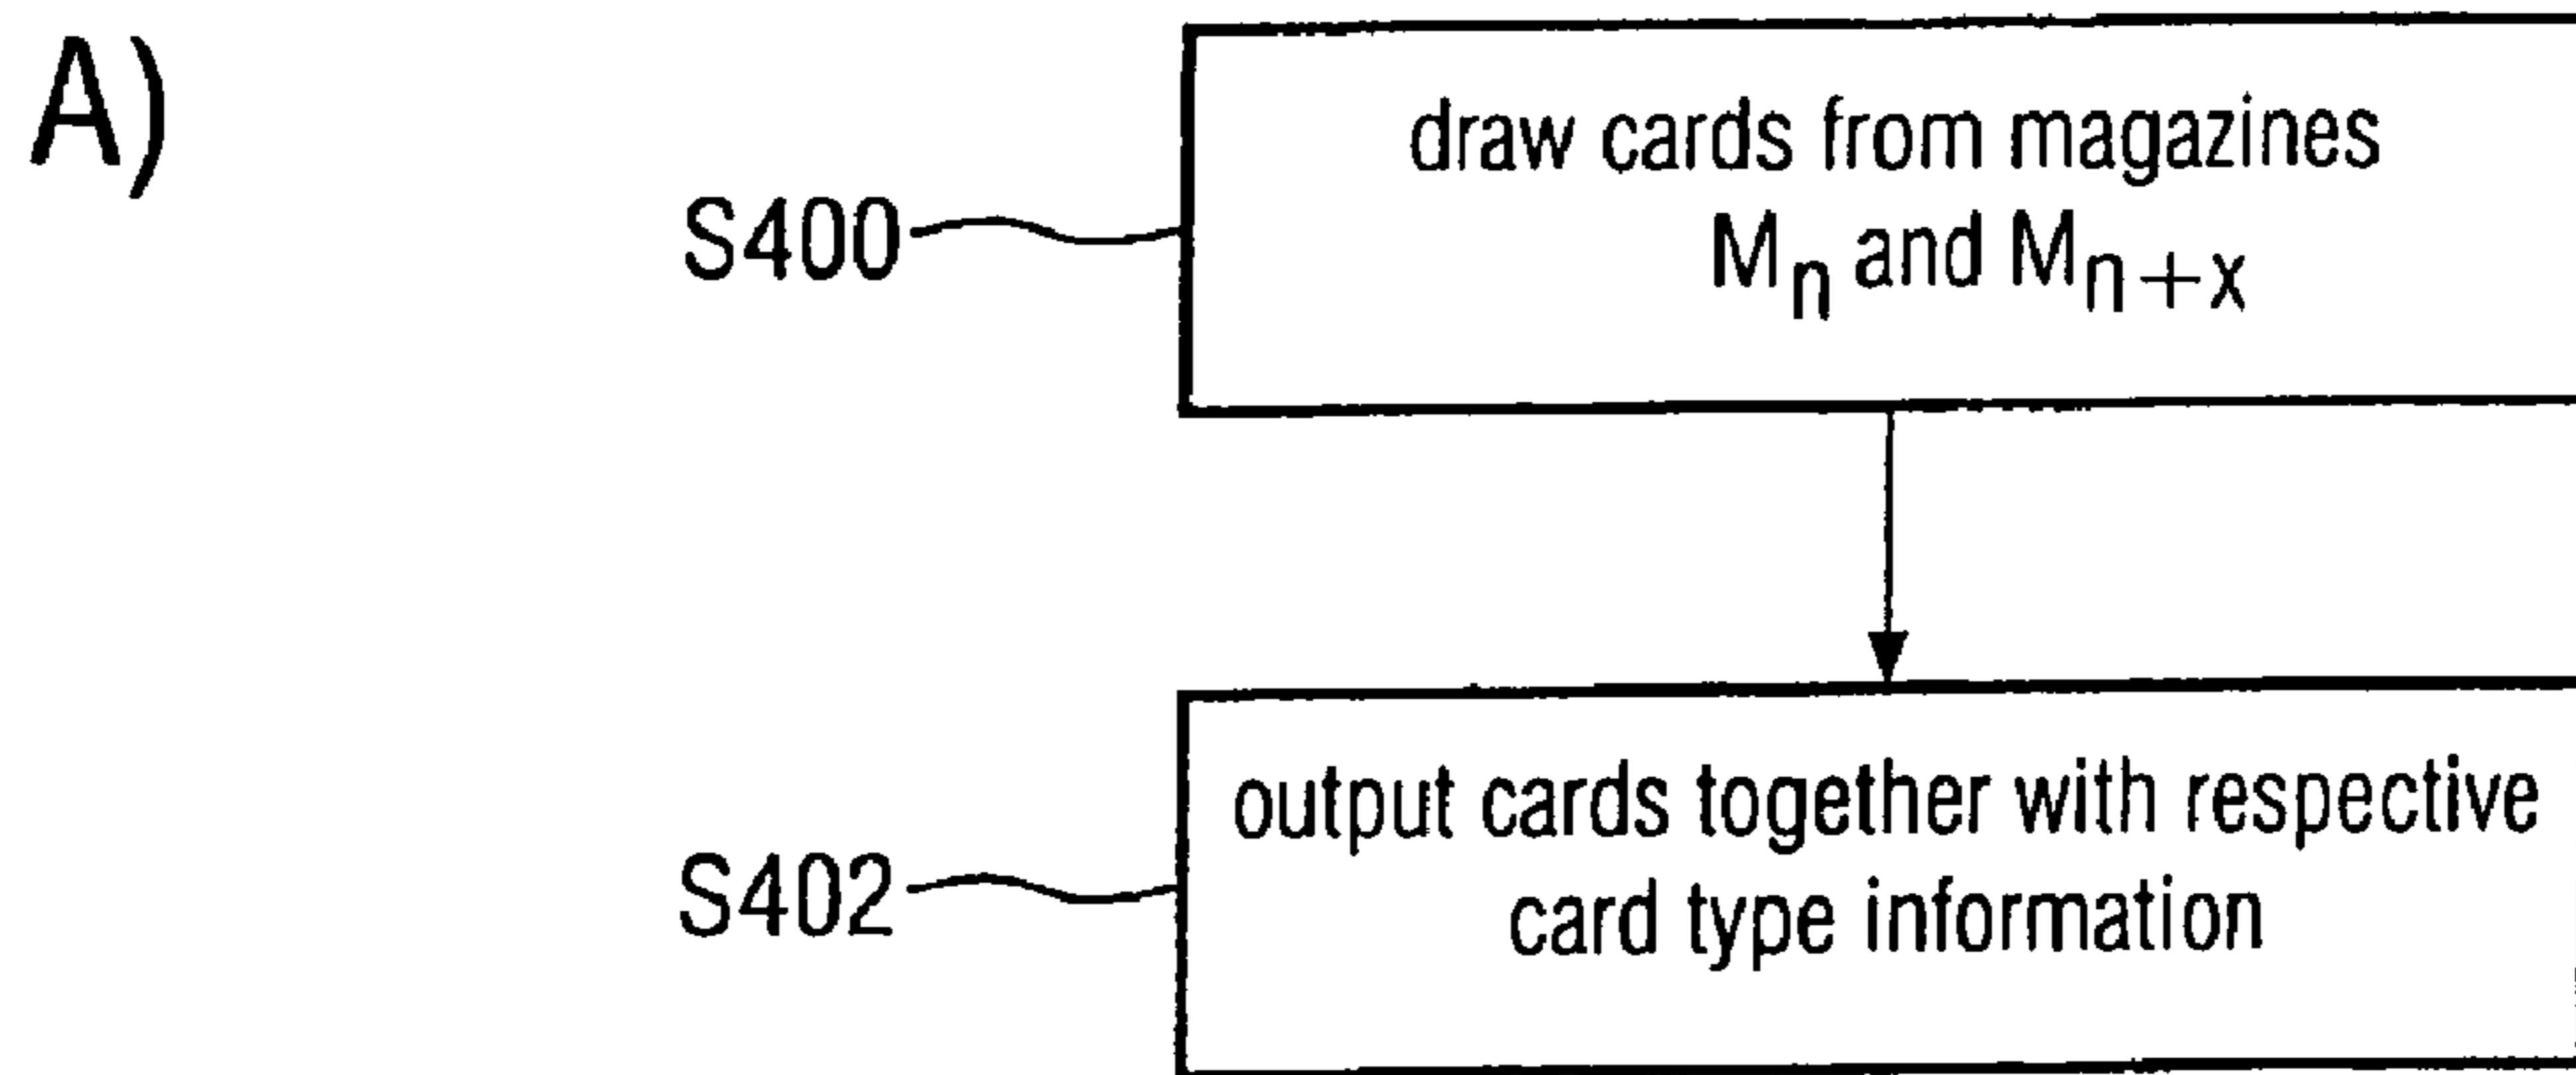 A)
S400
draw cards from magazines
Mn and Mn+x
S402
output cards together with respective
card type information